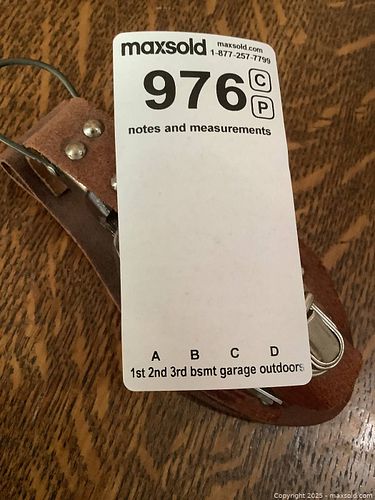 maxsold maxsold.com
1-877-257-7799
976 C
P
notes and measurements
A B C D
1st 2nd 3rd bsmt garage outdoors
Copyright 2025 - maxsold.com